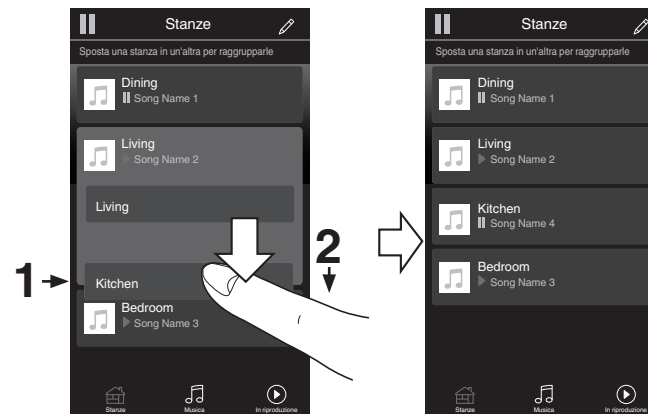 Stanze
Sposta una stanza in un'altra per raggrupparle
Dining
Song Name 1
Living
Song Name 2
Living
Kitchen
Bedroom
Song Name 3
Stanze
Musica
In riproduzione
1
2
Stanze
Sposta una stanza in un'altra per raggrupparle
Dining
Song Name 1
Living
Song Name 2
Kitchen
Song Name 4
Bedroom
Song Name 3
Stanze
Musica
In riproduzione